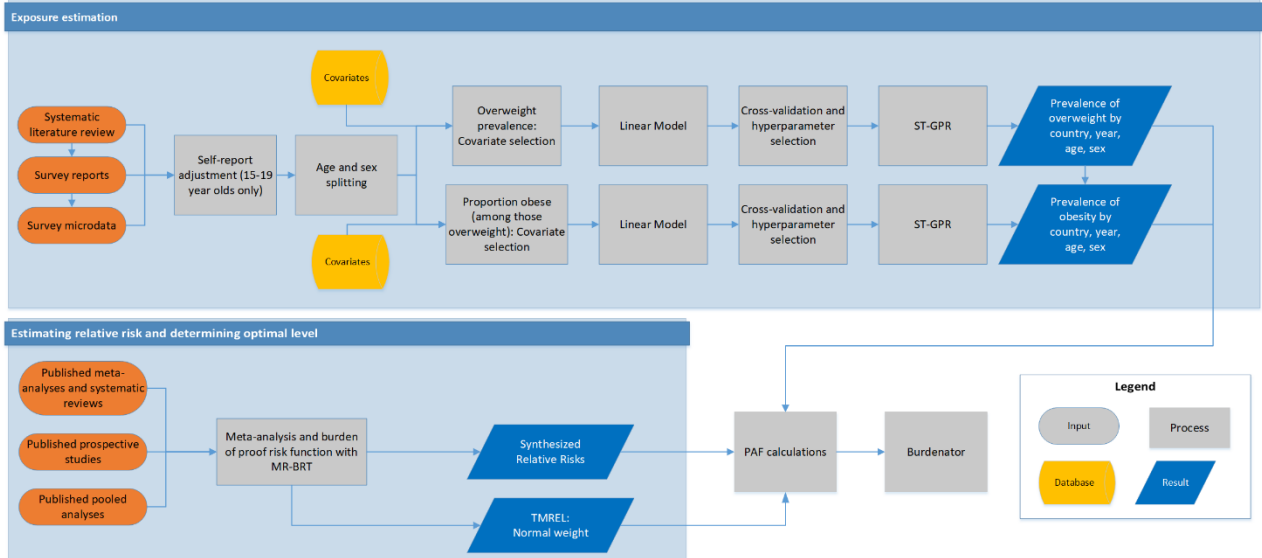 Exposure estimation
Covariates
Systematic
literature review
Survey reports
Survey microdata
Self-report
adjustment (15-19
year olds only)
Age and sex
splitting
Covariates
Overweight
prevalence:
Covariate selection
Linear Model
Cross-validation and
hyperparameter
selection
ST-GPR
Prevalence of
overweight by
country, year,
age, sex
Proportion obese
(among those
overweight): Covariate
selection
Linear Model
Cross-validation and
hyperparameter
selection
ST-GPR
Prevalence of
obesity by
country, year,
age, sex
Estimating relative risk and determining optimal level
Published meta-
analyses and systematic
reviews
Published prospective
studies
Published pooled
analyses
Meta-analysis and burden
of proof risk function with
MR-BRT
Synthesized
Relative Risks
TMREL:
Normal weight
PAF calculations
Burdenator
Legend
Input
Process
Database
Result